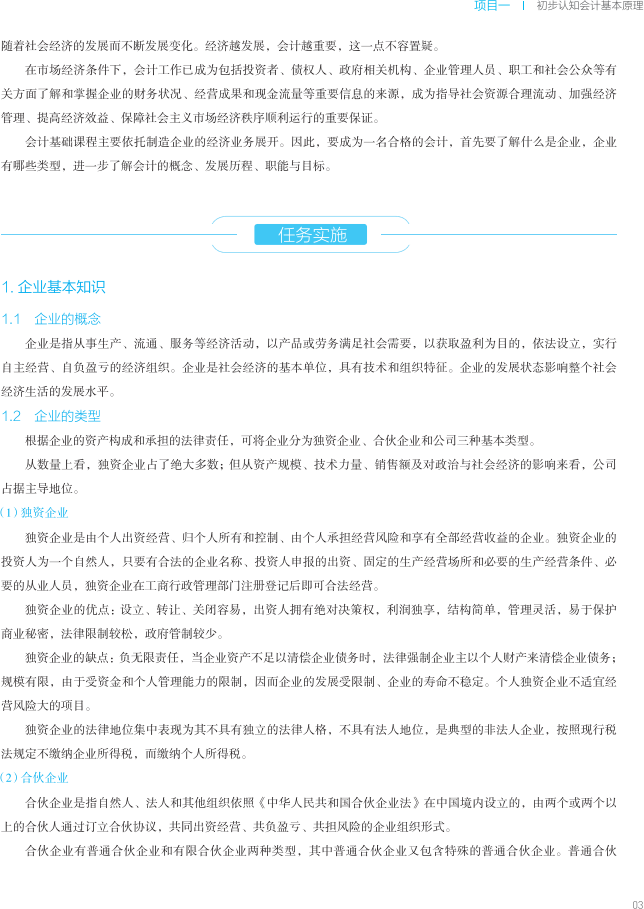 项目一 | 初步认知会计基本原理
随着社会经济的发展而不断发展变化。经济越发展，会计越重要，这一点不容置疑。
在市场经济条件下，会计工作已成为包括投资者、债权人、政府相关机构、企业管理人员、职工和社会公众等有
关方面了解和掌握企业的财务状况、经营成果和现金流量等重要信息的来源，成为指导社会资源合理流动、加强经济
管理、提高经济效益、保障社会主义市场经济秩序顺利运行的重要保证。
会计基础课程主要依托制造企业的经济业务展开。因此，要成为一名合格的会计，首先要了解什么是企业，企业
有哪些类型，进一步了解会计的概念、发展历程、职能与目标。
任务实施
1. 企业基本知识
1.1 企业的概念
企业是指从事生产、流通、服务等经济活动，以产品或劳务满足社会需要，以获取盈利为目的，依法设立，实行
自主经营、自负盈亏的经济组织。企业是社会经济的基本单位，具有技术和组织特征。企业的发展状态影响整个社会
经济生活的发展水平。
1.2 企业的类型
根据企业的资产构成和承担的法律责任，可将企业分为独资企业、合伙企业和公司三种基本类型。
从数量上看，独资企业占了绝大多数；但从资产规模、技术力量、销售额及对政治与社会经济的影响来看，公司
占据主导地位。
（1）独资企业
独资企业是由个人出资经营、归个人所有和控制、由个人承担经营风险和享有全部经营收益的企业。独资企业的
投资人为一个自然人，只要有合法的企业名称、投资人申报的出资、固定的生产经营场所和必要的生产经营条件、必
要的从业人员，独资企业在工商行政管理部门注册登记后即可合法经营。
独资企业的优点：设立、转让、关闭容易，出资人拥有绝对决策权，利润独享，结构简单，管理灵活，易于保护
商业秘密，法律限制较松，政府管制较少。
独资企业的缺点：负无限责任，当企业资产不足以清偿企业债务时，法律强制企业主以个人财产来清偿企业债务；
规模有限，由于受资金和个人管理能力的限制，因而企业的发展受限制、企业的寿命不稳定。个人独资企业不适宜经
营风险大的项目。
独资企业的法律地位集中表现为其不具有独立的法律人格，不具有法人地位，是典型的非法人企业，按照现行税
法规定不缴纳企业所得税，而缴纳个人所得税。
（2）合伙企业
合伙企业是指自然人、法人和其他组织依照《中华人民共和国合伙企业法》在中国境内设立的，由两个或两个以
上的合伙人通过订立合伙协议，共同出资经营、共负盈亏、共担风险的企业组织形式。
合伙企业有普通合伙企业和有限合伙企业两种类型，其中普通合伙企业又包含特殊的普通合伙企业。普通合伙
03